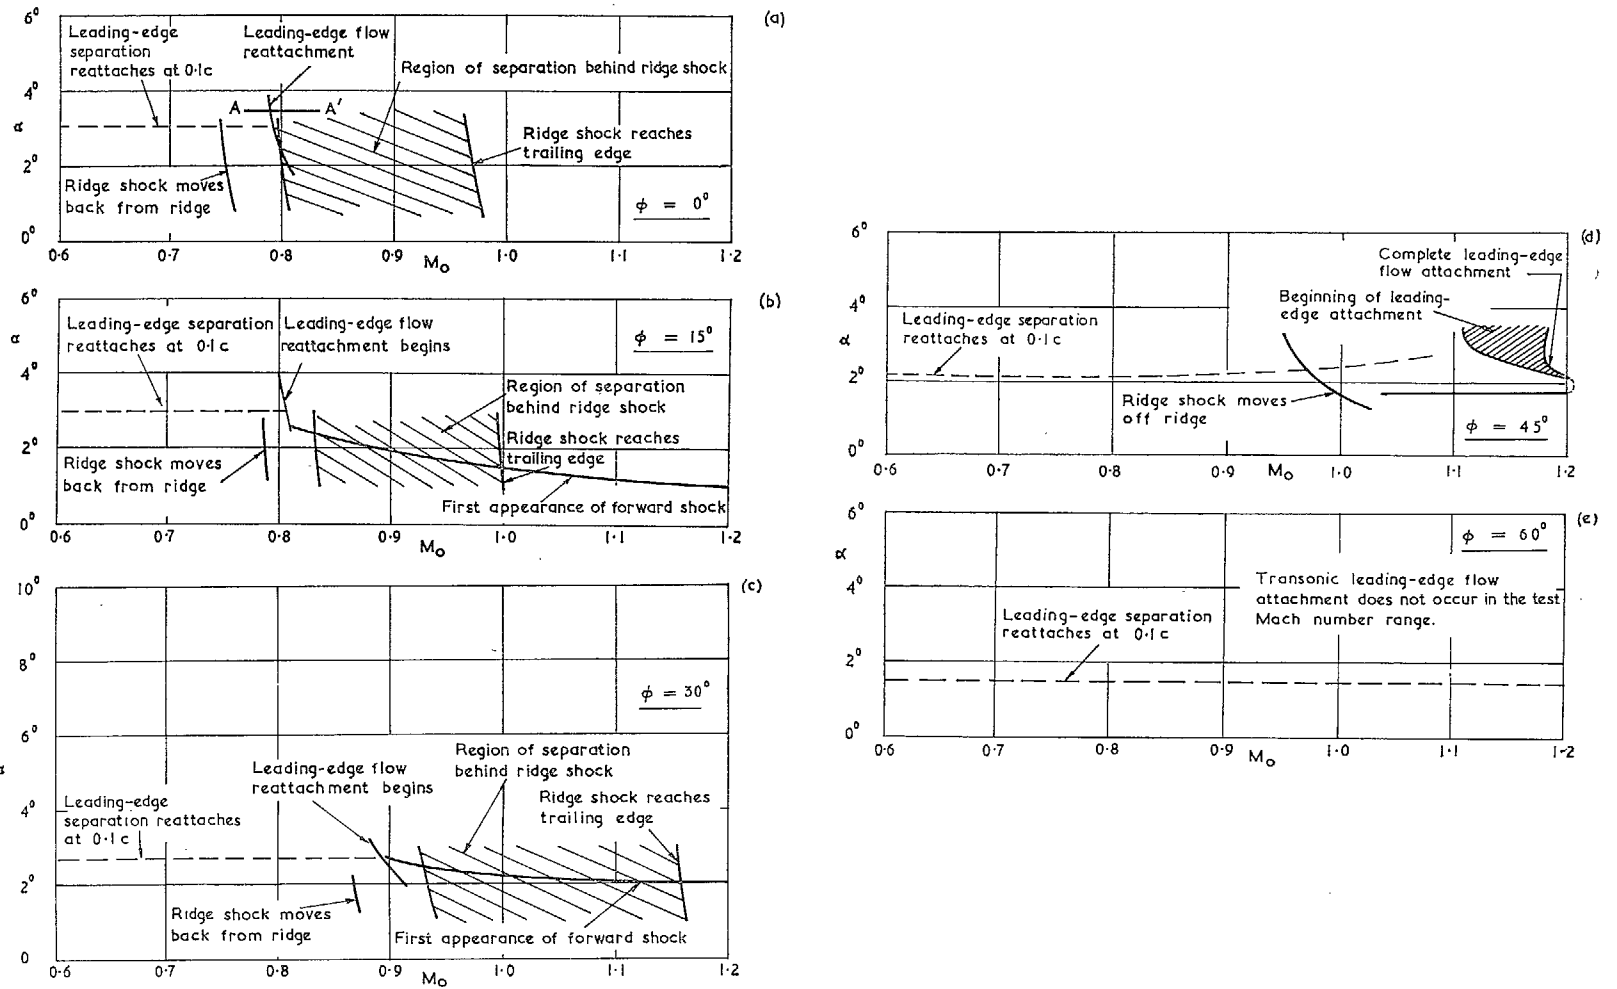 (a)
6°
4°
α
2°
0°
Leading-edge
separation
reattaches at 0·1c
Leading-edge flow
reattachment
Region of separation behind ridge shock
A
A'
Ridge shock reaches
trailing edge
Ridge shock moves
back from ridge
φ = 0°
0·6 0·7 0·8 0·9 1·0 1·1 1·2
M₀
(b)
6°
α
4°
2°
0°
Leading-edge separation
reattaches at 0·1c
Leading-edge flow
reattachment begins
φ = 15°
Region of separation
behind ridge shock
Ridge shock reaches
trailing edge
Ridge shock moves
back from ridge
First appearance of forward shock
0·6 0·7 0·8 0·9 1·0 1·1 1·2
M₀
(c)
10°
8°
6°
α
4°
2°
0
φ = 30°
Region of separation
behind ridge shock
Leading-edge flow
reattachment begins
Ridge shock reaches
trailing edge
Leading-edge
separation reattaches
at 0·1c
Ridge shock moves
back from ridge
First appearance of forward shock
0·6 0·7 0·8 0·9 1·0 1·1 1·2
M₀
(d)
6°
4°
α
2°
0°
Complete leading-edge
flow attachment
Beginning of leading-
edge attachment
Leading-edge separation
reattaches at 0·1c
Ridge shock moves
off ridge
φ = 45°
0·6 0·7 0·8 0·9 1·0 1·1 1·2
M₀
(e)
6°
α
4°
2°
0°
φ = 60°
Transonic leading-edge flow
attachment does not occur in the test
Mach number range.
Leading-edge separation
reattaches at 0·1c
0·6 0·7 0·8 0·9 1·0 1·1 1·2
M₀